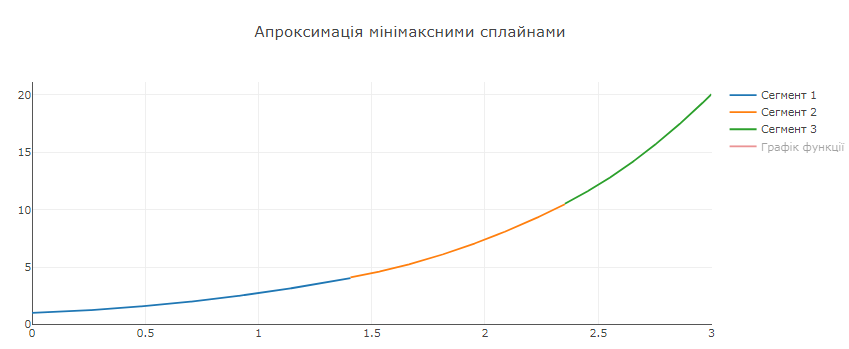 Апроксимація мінімаксними сплайнами
20
15
10
5
0
0
0.5
1
1.5
2
2.5
3
Сегмент 1
Сегмент 2
Сегмент 3
Графік функції